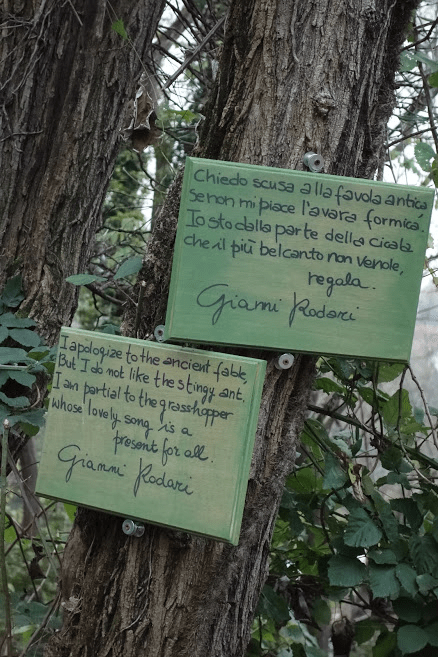 Chiedo scusa alla favola antica
se non mi piace l'avara formica.
Io sto dalla parte della cicala
che il più bel canto non vende,
regala.
Gianni Rodari
I apologize to the ancient fable,
But I do not like the stingy ant.
I am partial to the grasshopper
whose lovely song is a
present for all.
Gianni Rodari